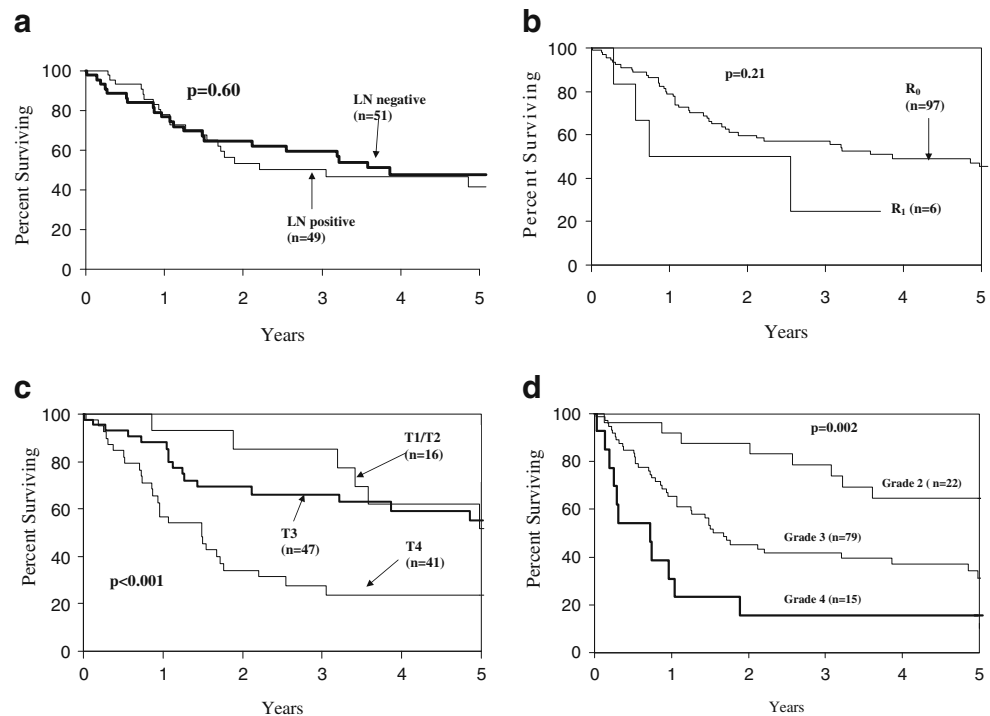 a
100
80
60
40
20
0
Percent Surviving
p=0.60
LN negative
(n=51)
LN positive
(n=49)
0 1 2 3 4 5
Years
b
100
80
60
40
20
0
Percent Surviving
p=0.21
R0
(n=97)
R1 (n=6)
0 1 2 3 4 5
Years
c
100
80
60
40
20
0
Percent Surviving
T1/T2
(n=16)
T3
(n=47)
T4
(n=41)
p<0.001
0 1 2 3 4 5
Years
d
100
80
60
40
20
0
Percent Surviving
p=0.002
Grade 2 ( n=22)
Grade 3 (n=79)
Grade 4 (n=15)
0 1 2 3 4 5
Years